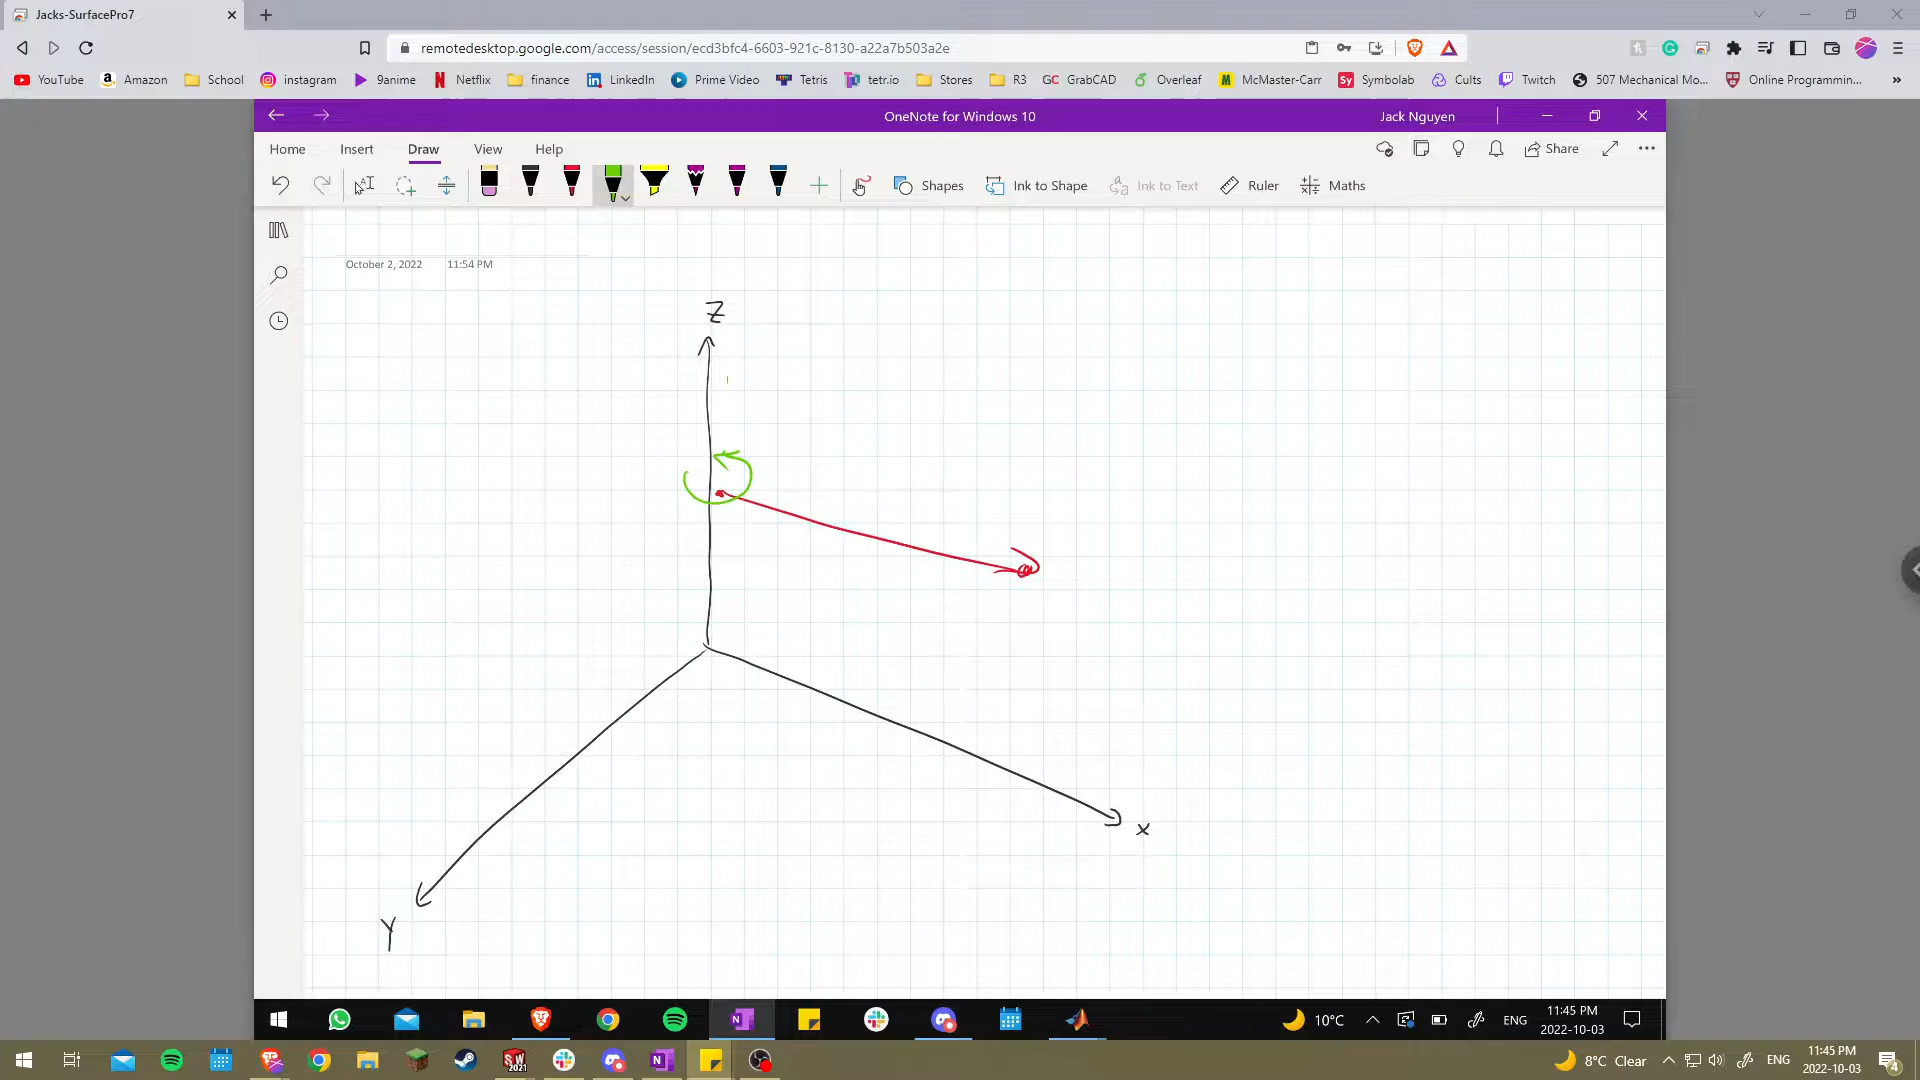 Jacks-SurfacePro7
remotedesktop.google.com/access/session/ecd3bfc4-6603-921c-8130-a22a7b503a2e
YouTube Amazon School instagram 9anime Netflix finance LinkedIn Prime Video Tetris tetr.io Stores R3 GC GrabCAD Overleaf M McMaster-Carr Sy Symbolab Cults Twitch 507 Mechanical Mo... Online Programmin... »
OneNote for Windows 10 Jack Nguyen
Home Insert Draw View Help Share
Shapes Ink to Shape Ink to Text Ruler Maths
October 2, 2022 11:54 PM
Z
X
Y
10°C ENG 11:45 PM
2022-10-03
8°C Clear ENG 11:45 PM
2022-10-03
4